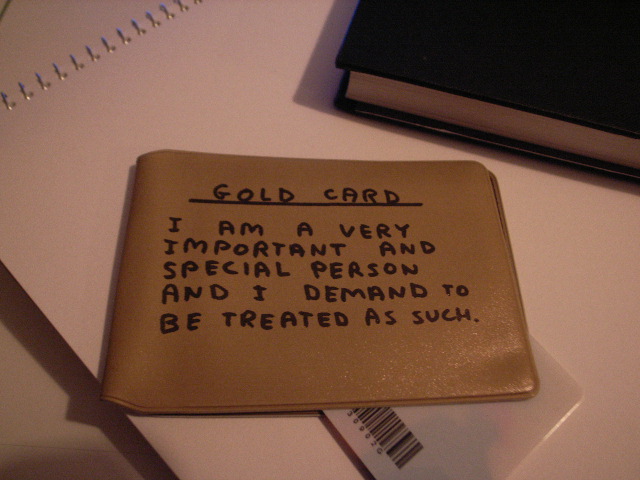 GOLD CARD
I AM A VERY
IMPORTANT AND
SPECIAL PERSON
AND I DEMAND TO
BE TREATED AS SUCH.